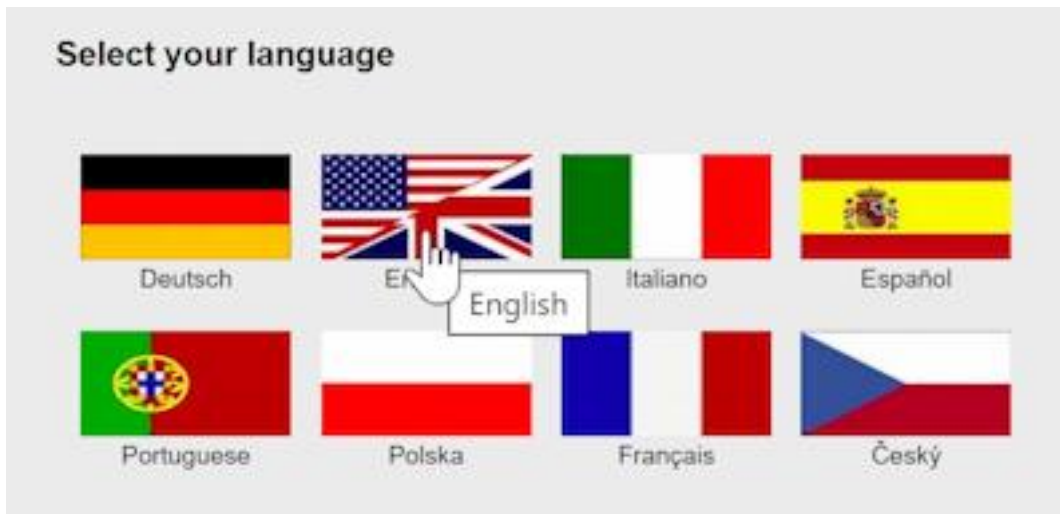 Select your language
Deutsch
Italiano
Español
English
Portuguese
Polska
Français
Český